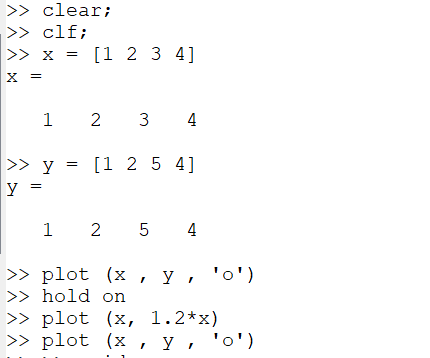 >> clear;
>> clf;
>> x = [1 2 3 4]
x =
1 2 3 4
>> y = [1 2 5 4]
y =
1 2 5 4
>> plot (x , y , 'o')
>> hold on
>> plot (x, 1.2*x)
>> plot (x , y , 'o')